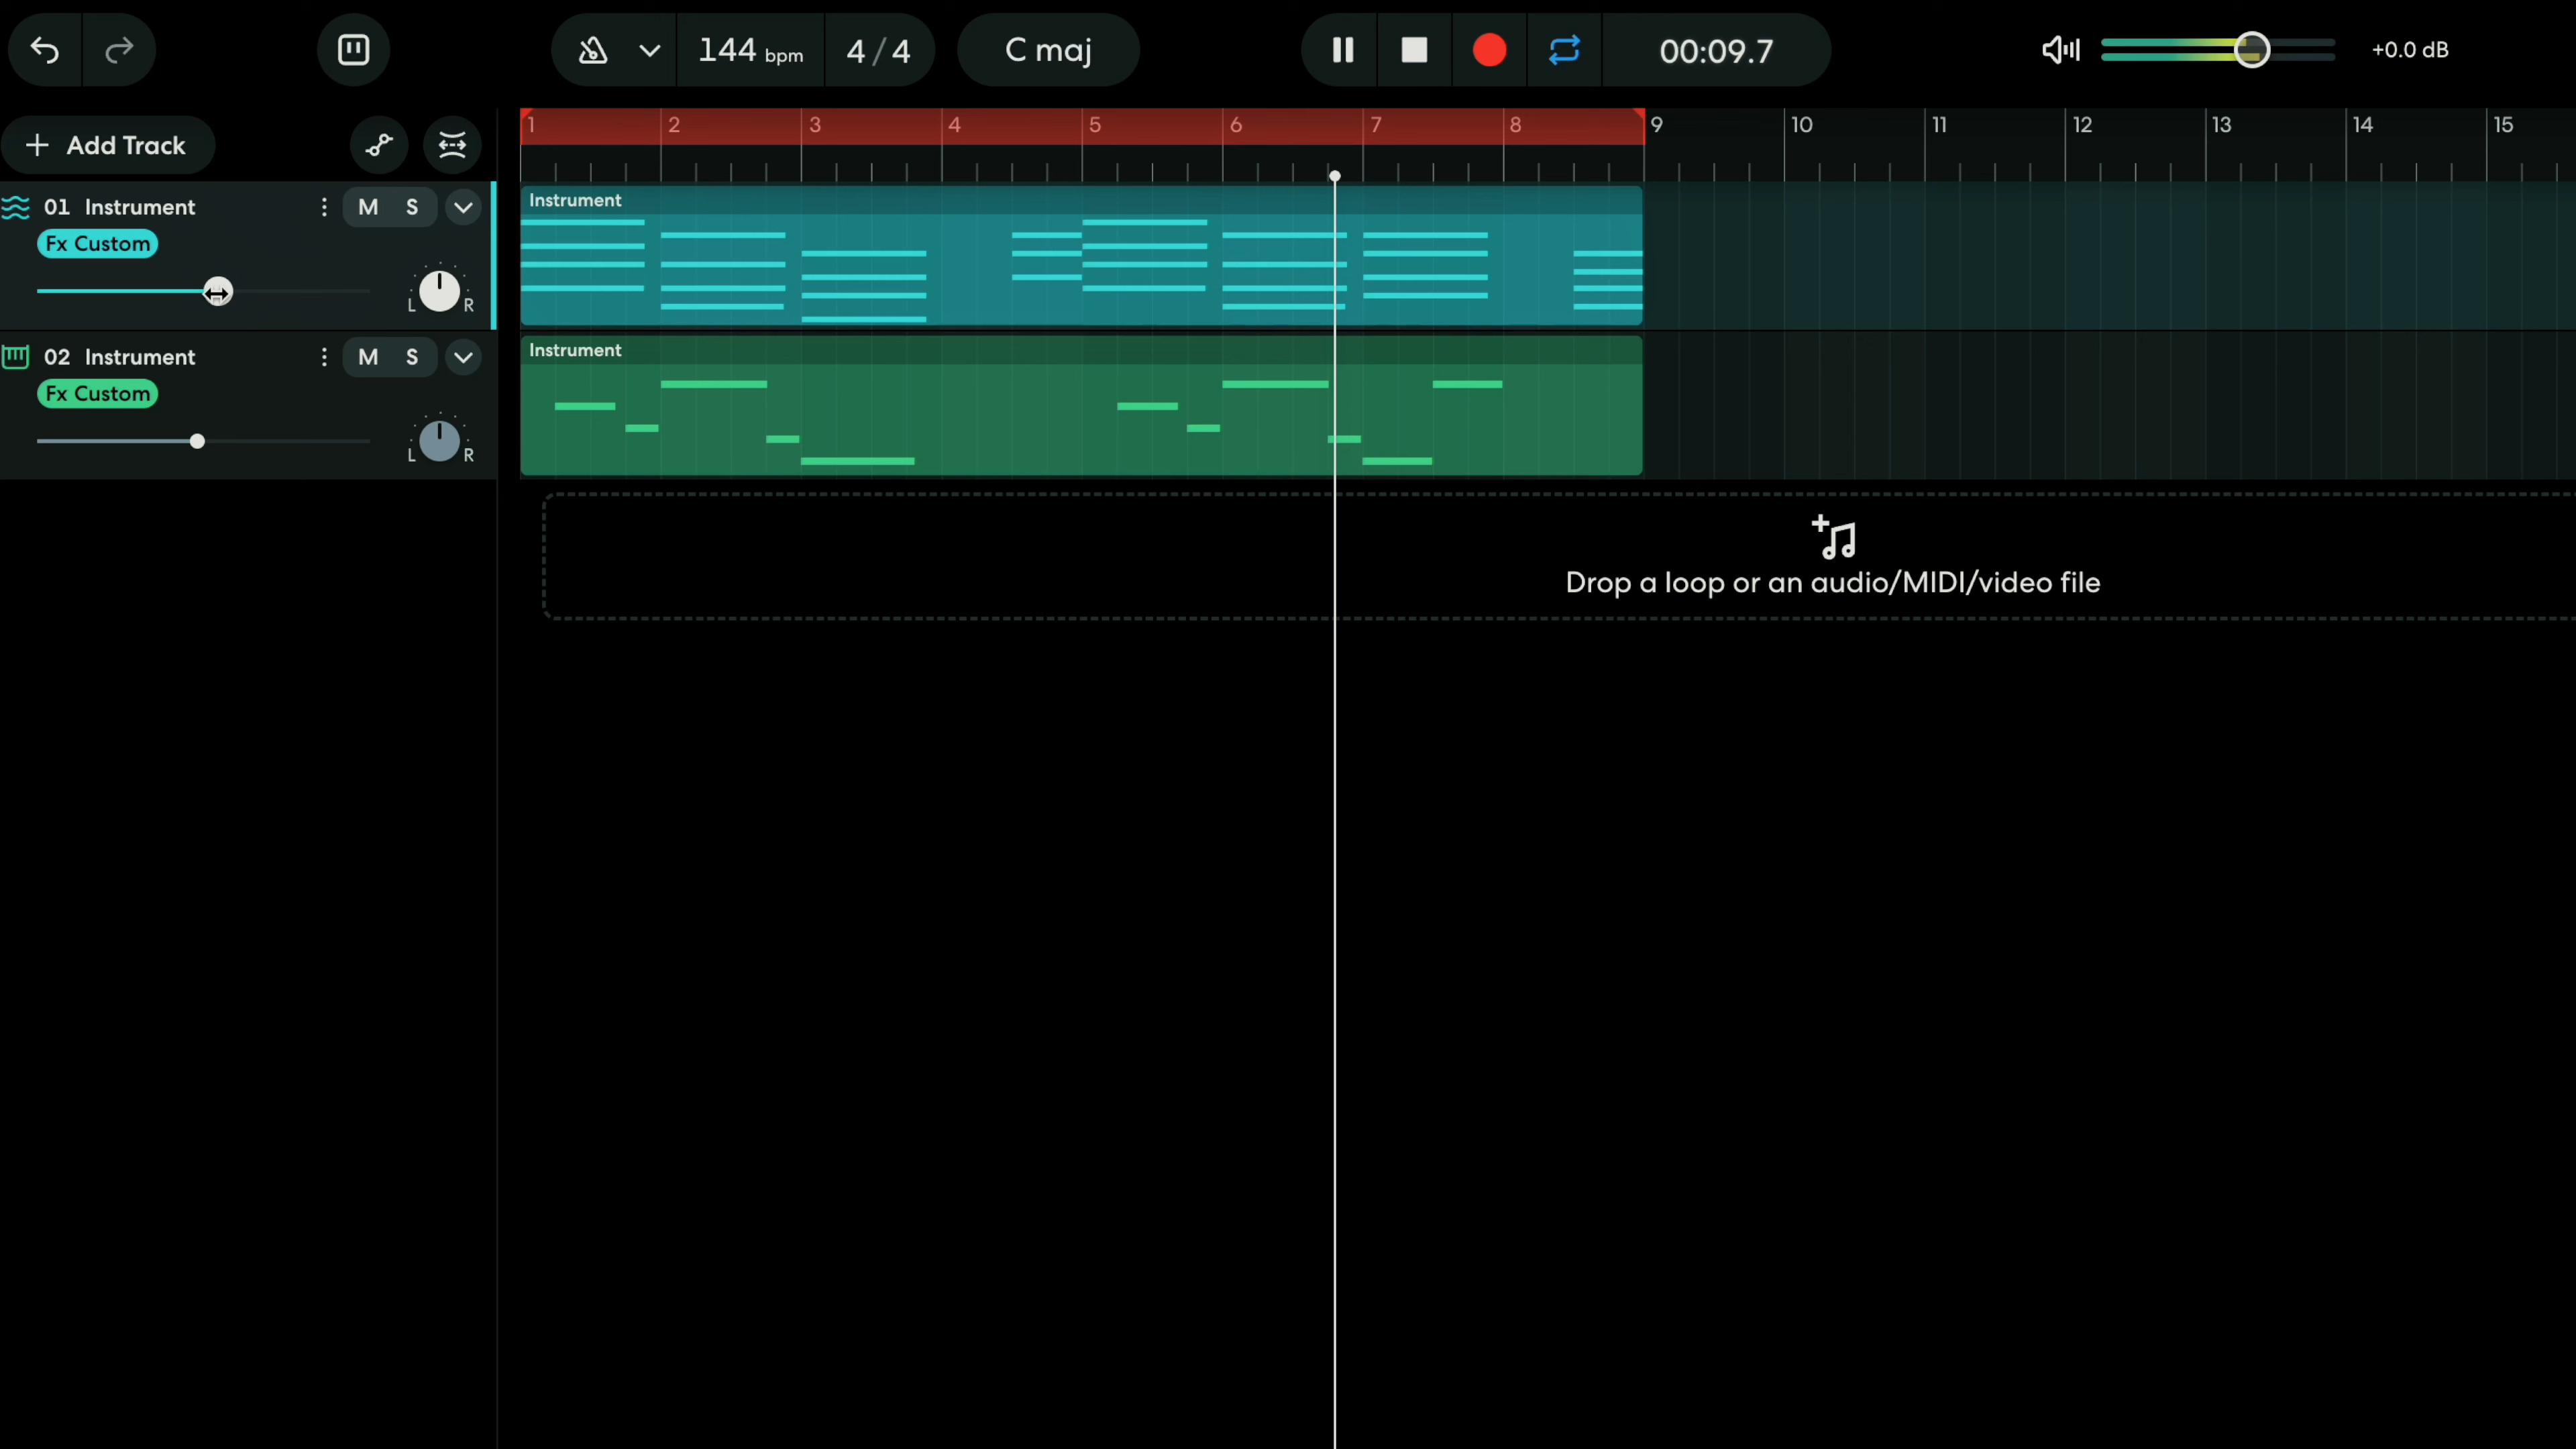 144 bpm
4/4
C maj
00:09.7
+0.0 dB
+ Add Track
1 2 3 4 5 6 7 8 9 10 11 12 13 14 15
01 Instrument
M S
Fx Custom
L R
Instrument
02 Instrument
M S
Fx Custom
L R
Instrument
Drop a loop or an audio/MIDI/video file